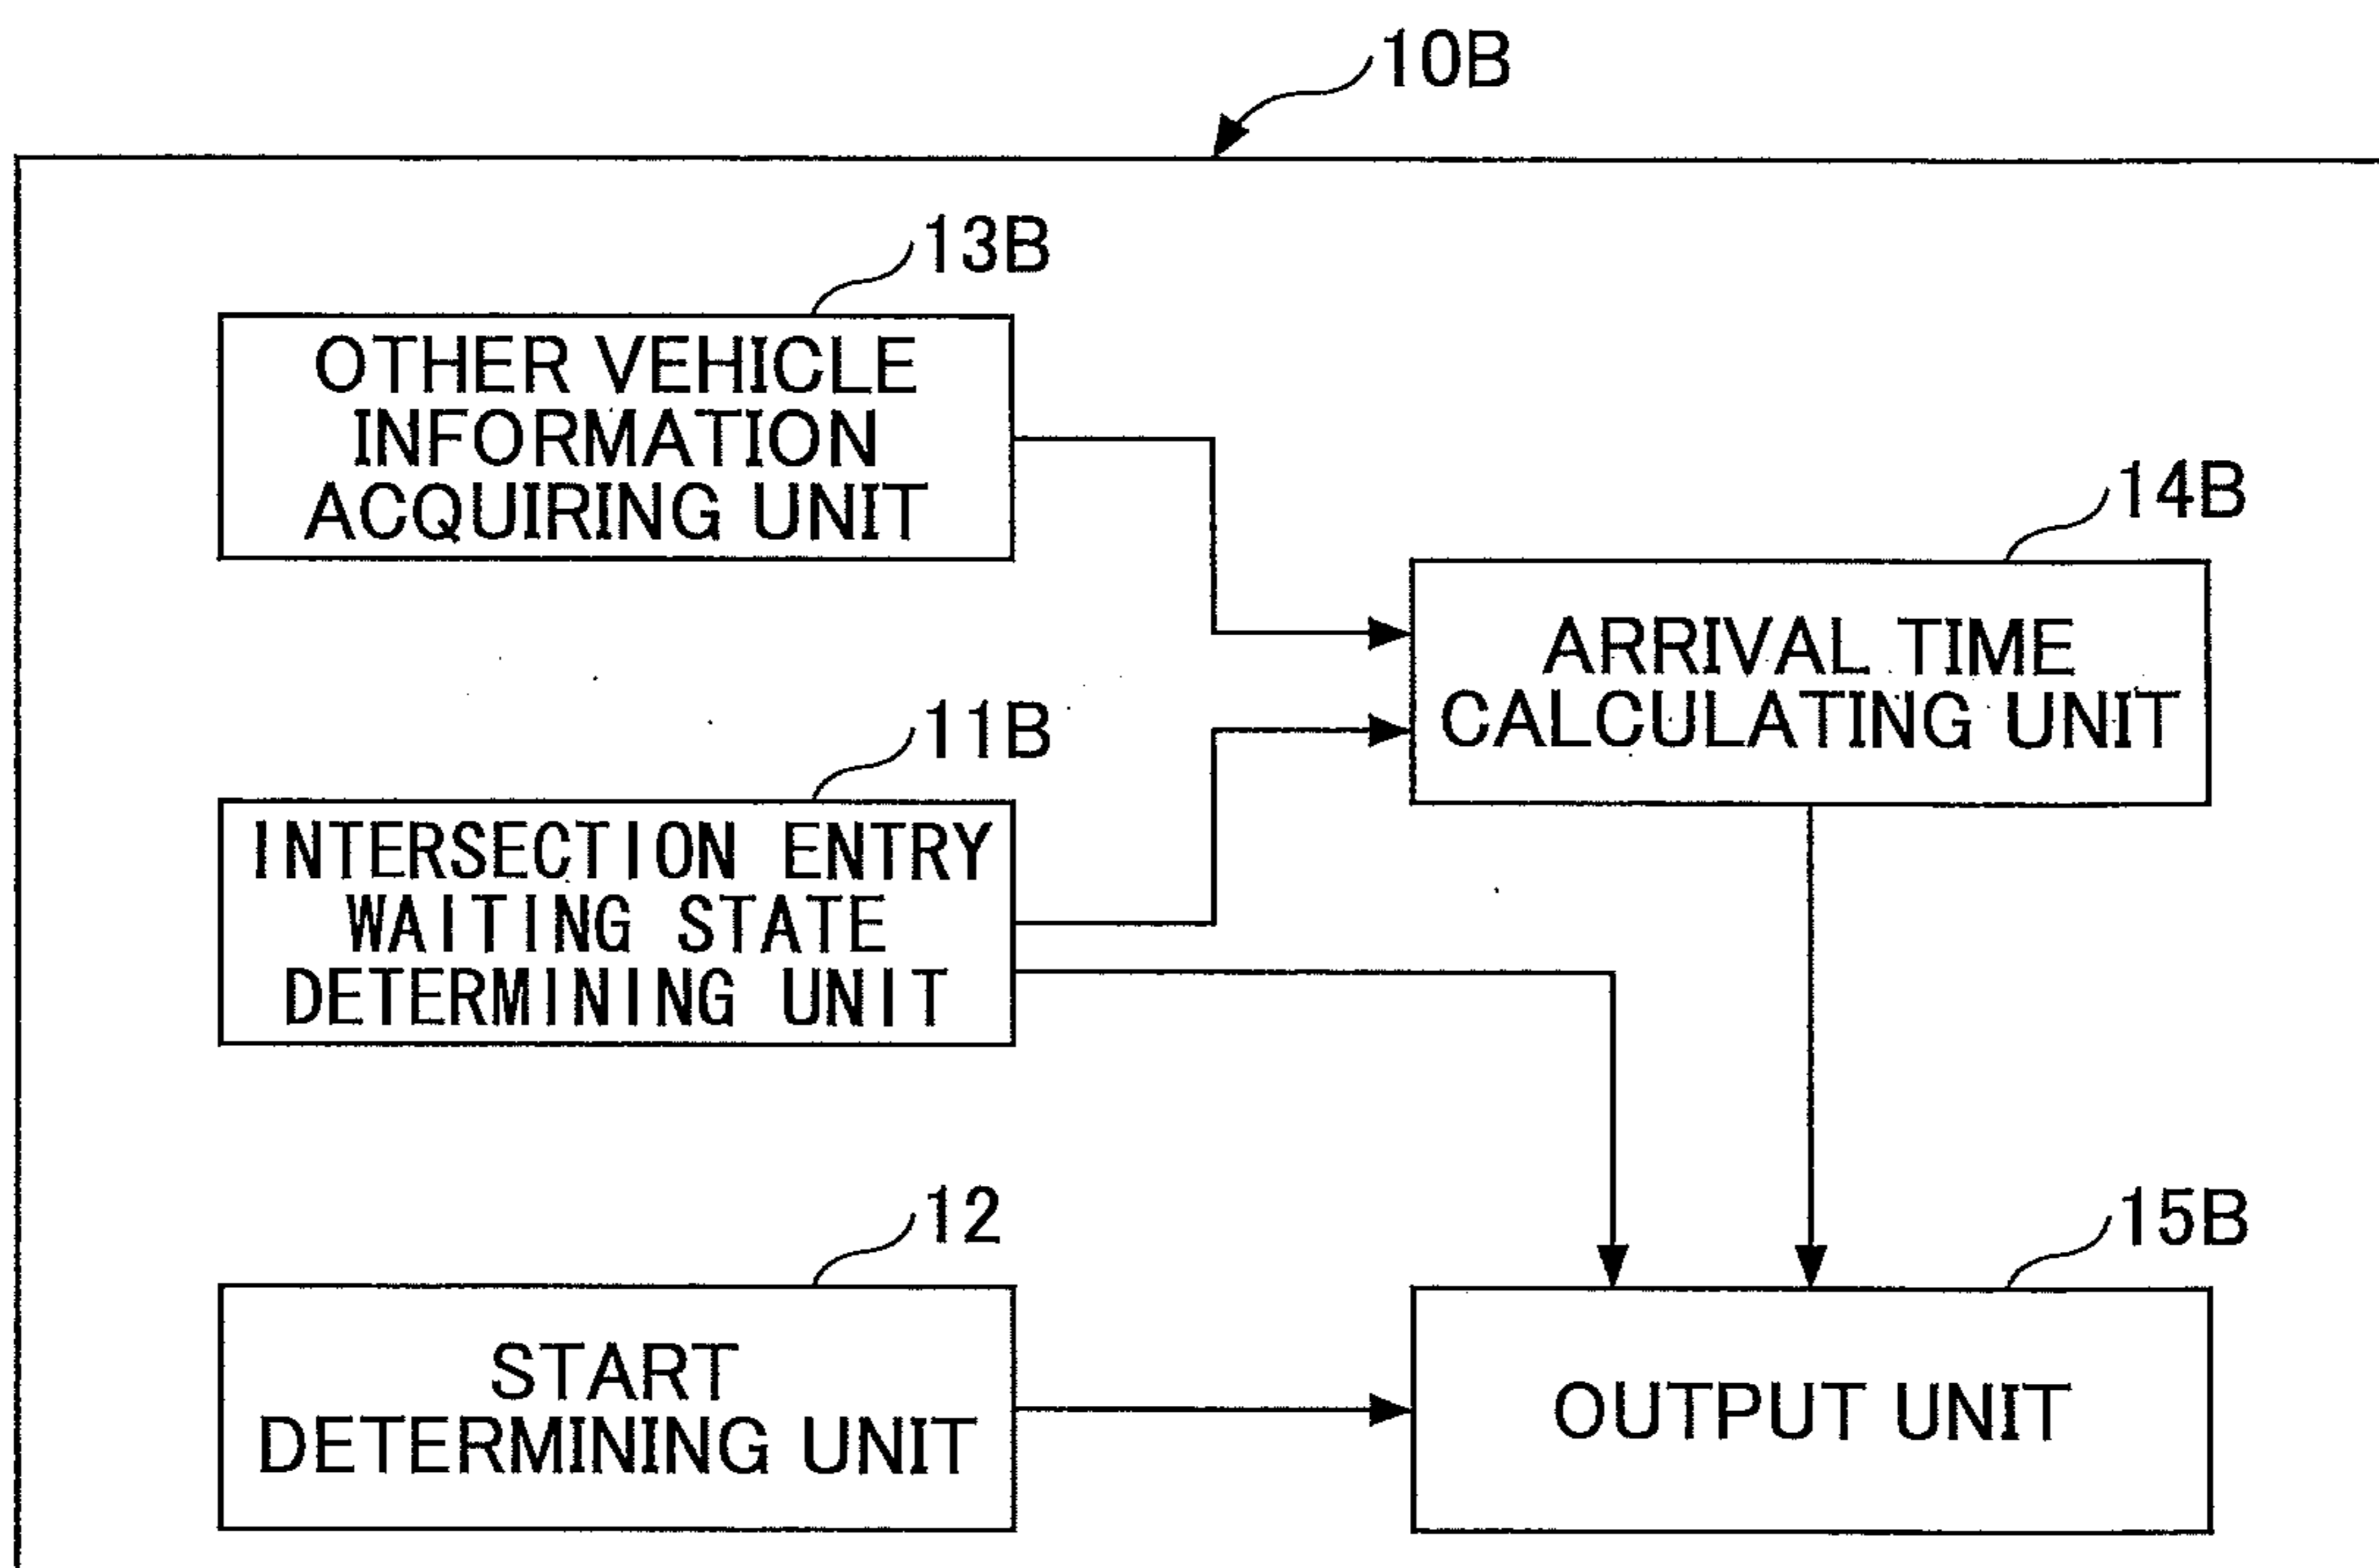 10B
13B
OTHER VEHICLE
INFORMATION
ACQUIRING UNIT
14B
ARRIVAL TIME
CALCULATING UNIT
11B
INTERSECTION ENTRY
WAITING STATE
DETERMINING UNIT
12
START
DETERMINING UNIT
15B
OUTPUT UNIT